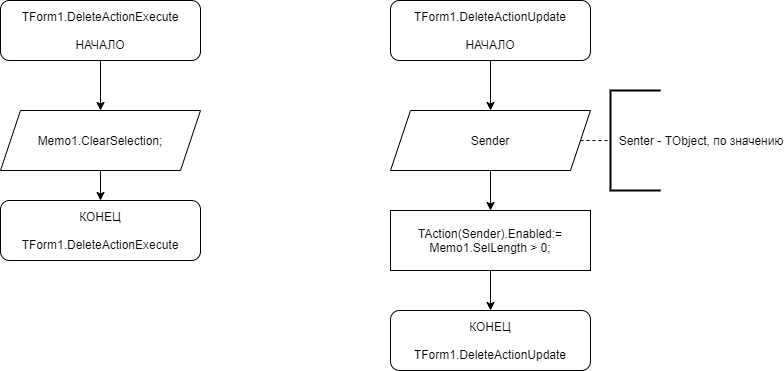 TForm1.DeleteActionExecute
НАЧАЛО
Memo1.ClearSelection;
КОНЕЦ
TForm1.DeleteActionExecute
TForm1.DeleteActionUpdate
НАЧАЛО
Sender
Senter - TObject, по значению
TAction(Sender).Enabled:=
Memo1.SelLength > 0;
КОНЕЦ
TForm1.DeleteActionUpdate